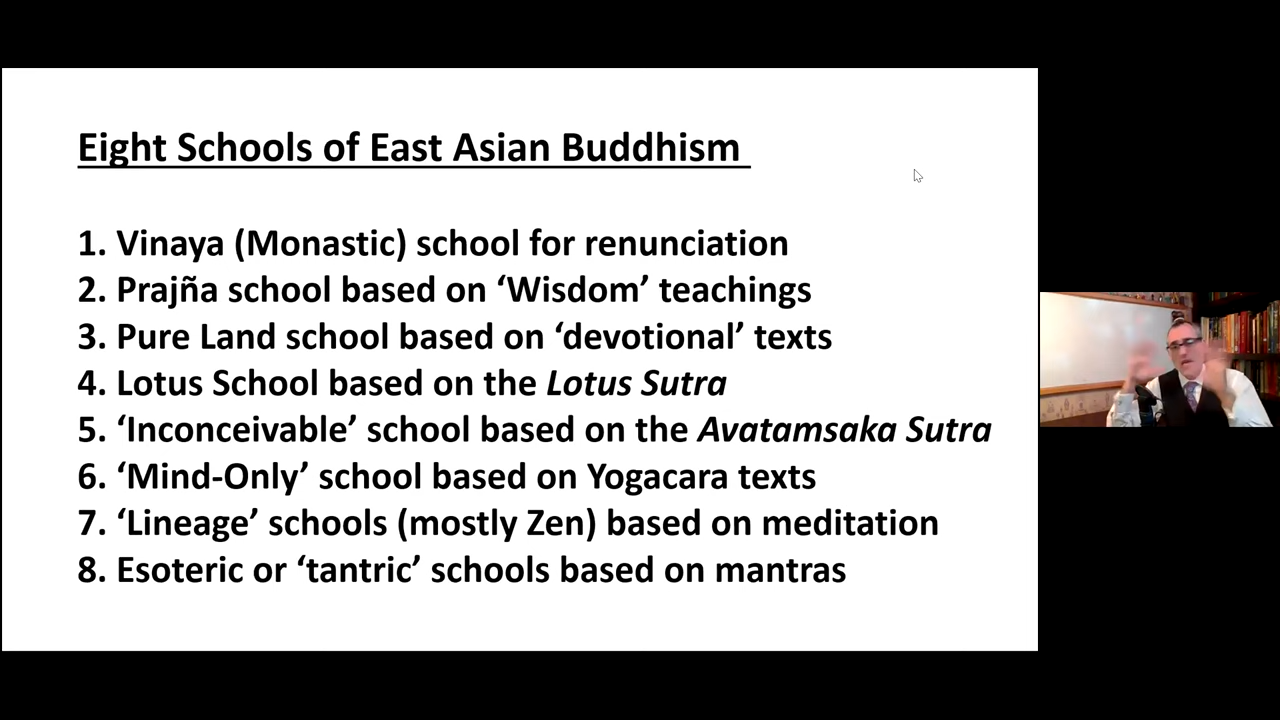 Eight Schools of East Asian Buddhism
1. Vinaya (Monastic) school for renunciation
2. Prajña school based on ‘Wisdom’ teachings
3. Pure Land school based on ‘devotional’ texts
4. Lotus School based on the Lotus Sutra
5. ‘Inconceivable’ school based on the Avatamsaka Sutra
6. ‘Mind-Only’ school based on Yogacara texts
7. ‘Lineage’ schools (mostly Zen) based on meditation
8. Esoteric or ‘tantric’ schools based on mantras